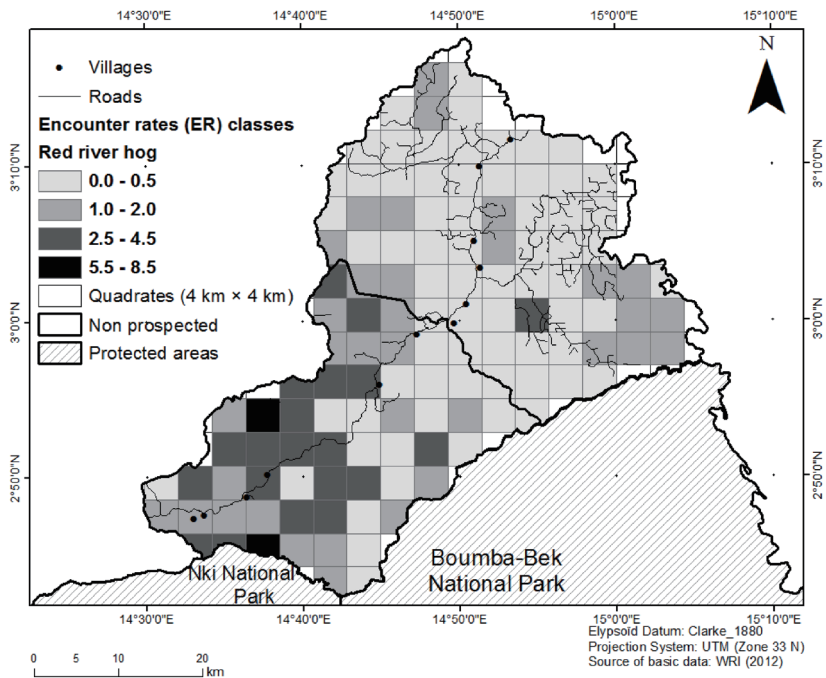 14°30'0"E 14°40'0"E 14°50'0"E 15°0'0"E 15°10'0"E
N
Villages
Roads
Encounter rates (ER) classes
Red river hog
0.0 - 0.5
1.0 - 2.0
2.5 - 4.5
5.5 - 8.5
Quadrates (4 km × 4 km)
Non prospected
Protected areas
3°10'0"N 3°10'0"N
3°0'0"N 3°0'0"N
2°50'0"N 2°50'0"N
Nki National
Park
Boumba-Bek
National Park
14°30'0"E 14°40'0"E 14°50'0"E 15°0'0"E 15°10'0"E
Elypsoïd Datum: Clarke_1880
Projection System: UTM (Zone 33 N)
Source of basic data: WRI (2012)
0 5 10 20
km